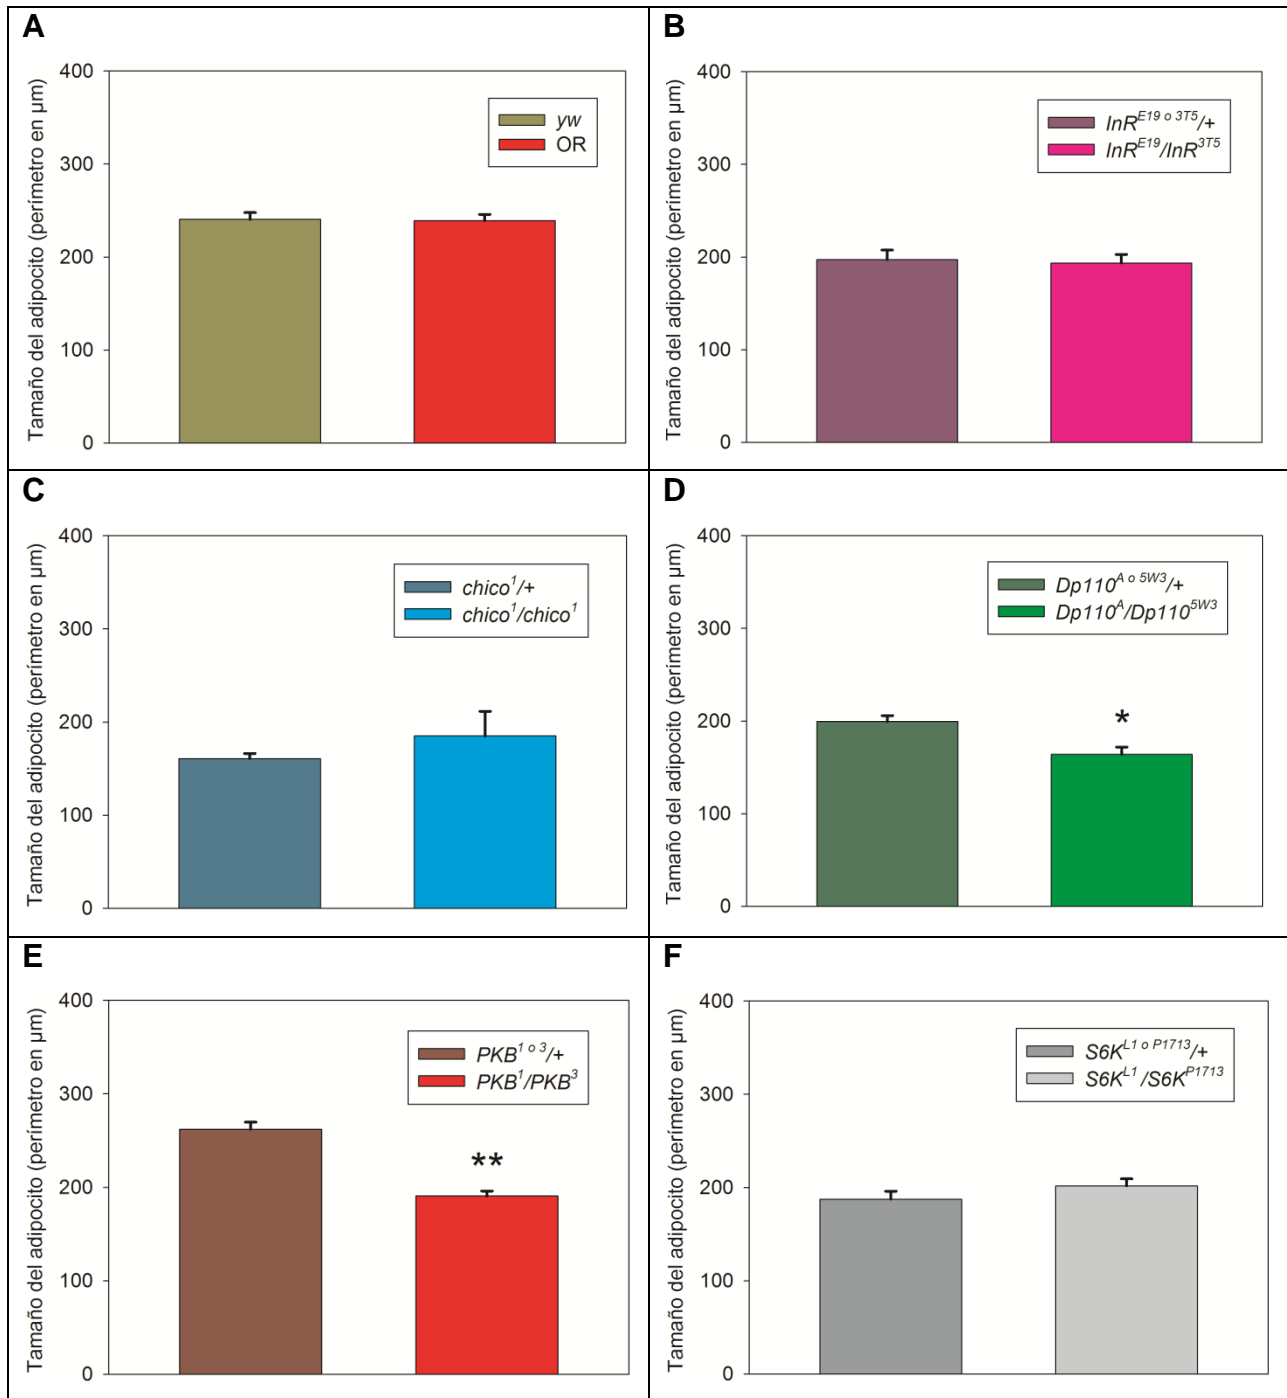 A
Tamaño del adipocito (perímetro en µm)
400
300
200
100
0
yw
OR
B
Tamaño del adipocito (perímetro en µm)
400
300
200
100
0
InR^E19 o 3T5/+
InR^E19/InR^3T5
C
Tamaño del adipocito (perímetro en µm)
400
300
200
100
0
chico^1/+
chico^1/chico^1
D
Tamaño del adipocito (perímetro en µm)
400
300
200
100
0
Dp110^A o 5W3/+
Dp110^A/Dp110^5W3
*
E
Tamaño del adipocito (perímetro en µm)
400
300
200
100
0
PKB^1 o 3/+
PKB^1/PKB^3
**
F
Tamaño del adipocito (perímetro en µm)
400
300
200
100
0
S6K^L1 o P1713/+
S6K^L1/S6K^P1713